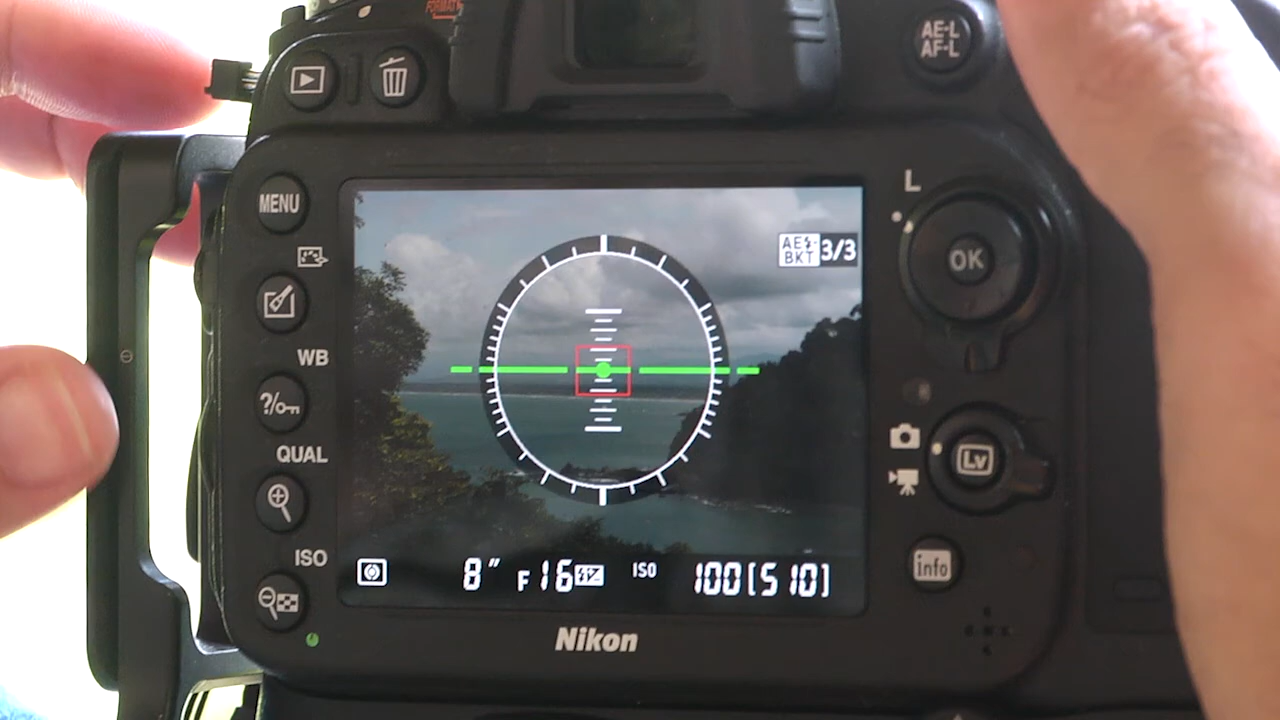 FORMAT
AE-L
AF-L
MENU
L
AE
BKT 3/3
OK
WB
?/
QUAL
Lv
ISO
info
8" F16 ISO 100[510]
Nikon